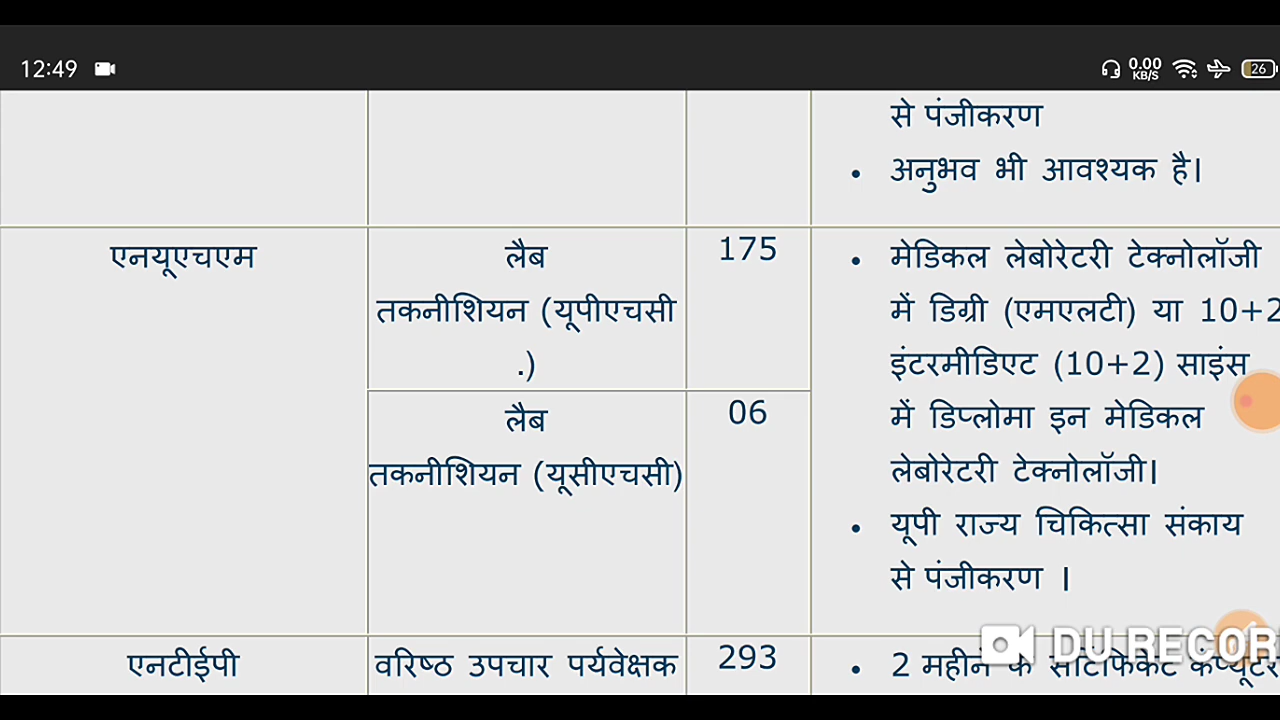 12:49
0.00
KB/S
26
से पंजीकरण
• अनुभव भी आवश्यक है।
एनयूएचएम
लैब
तकनीशियन (यूपीएचसी
.)
175
• मेडिकल लेबोरेटरी टेक्नोलॉजी
में डिग्री (एमएलटी) या 10+2
इंटरमीडिएट (10+2) साइंस
में डिप्लोमा इन मेडिकल
लेबोरेटरी टेक्नोलॉजी।
लैब
तकनीशियन (यूसीएचसी)
06
• यूपी राज्य चिकित्सा संकाय
से पंजीकरण ।
एनटीईपी
वरिष्ठ उपचार पर्यवेक्षक
293
• 2 महीने के सर्टिफिकेट कंप्यूटर
DU RECOR